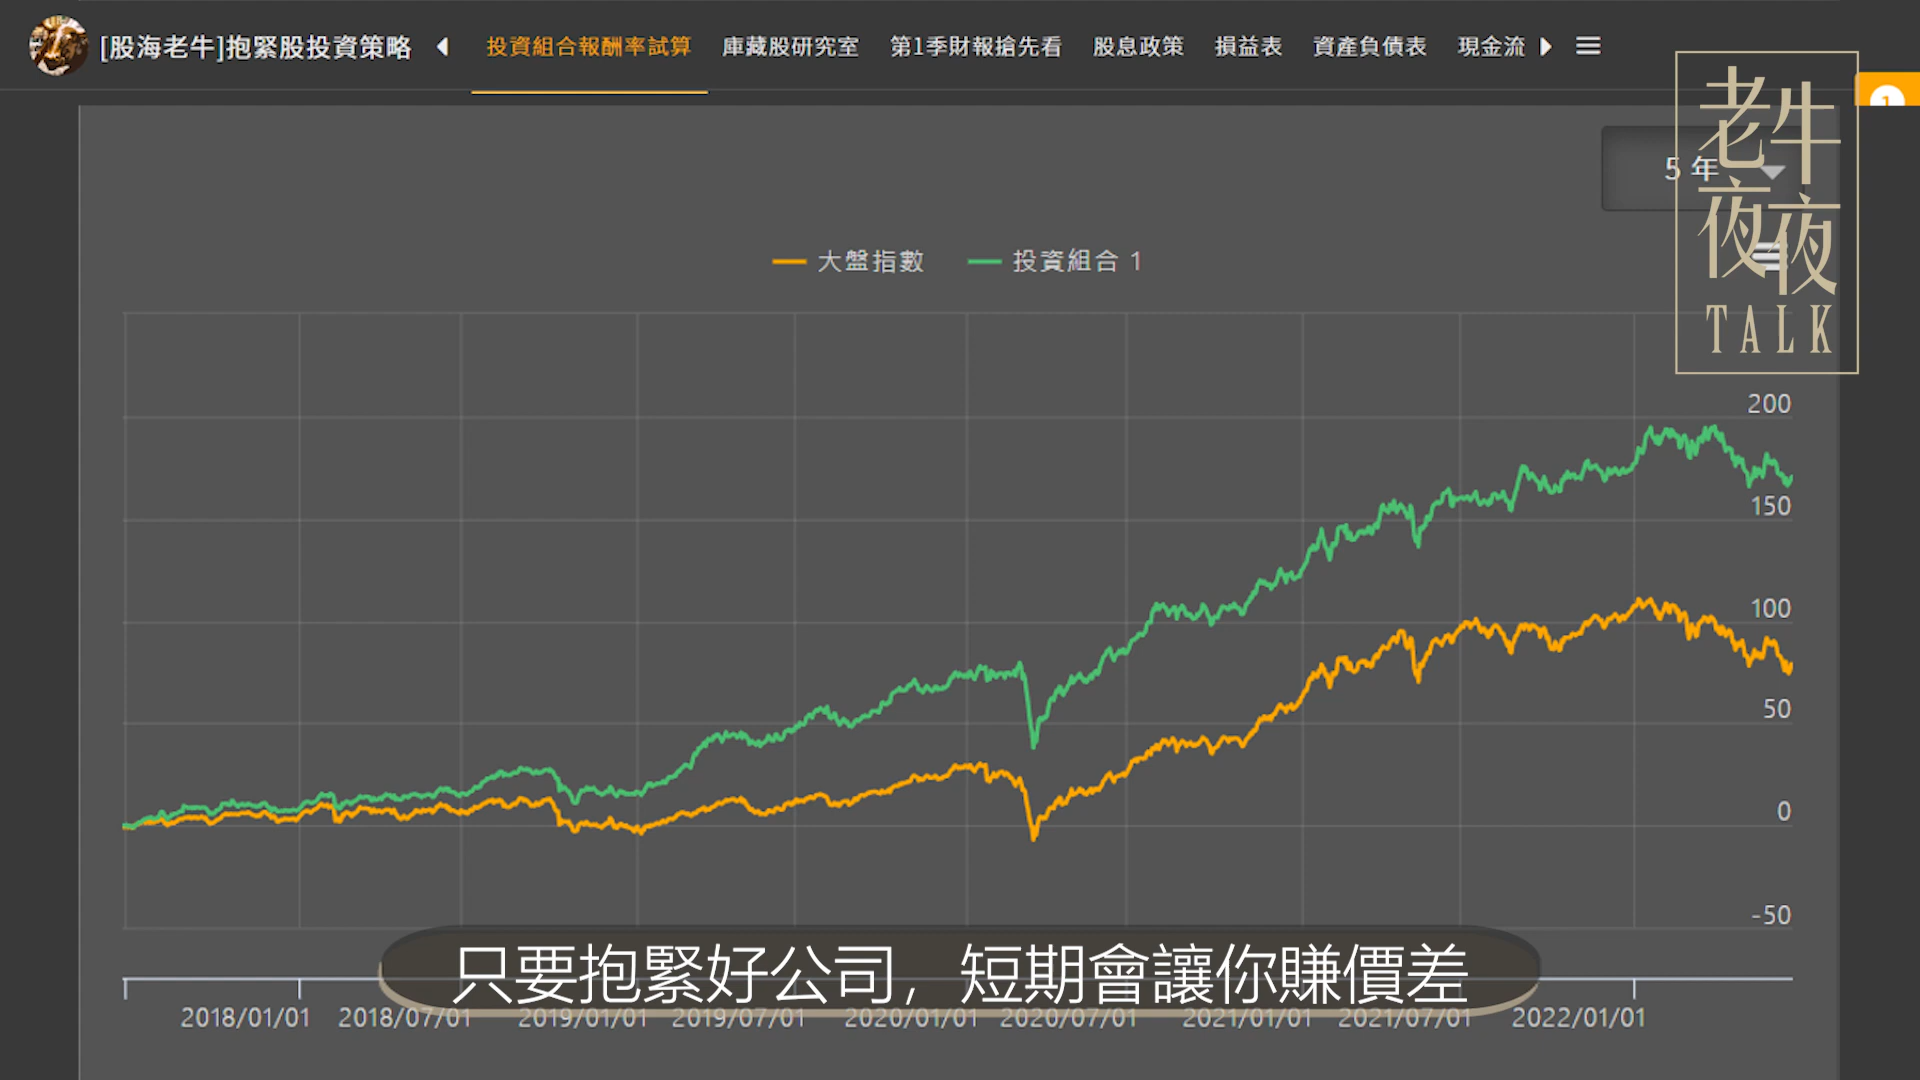 [股海老牛]抱緊股投資策略
投資組合報酬率試算
庫藏股研究室
第1季財報搶先看
股息政策
損益表
資產負債表
現金流
1
老牛
夜夜
TALK
5 年
大盤指數
投資組合 1
200
150
100
50
0
-50
只要抱緊好公司，短期會讓你賺價差
2018/01/01
2018/07/01
2019/01/01
2019/07/01
2020/01/01
2020/07/01
2021/01/01
2021/07/01
2022/01/01